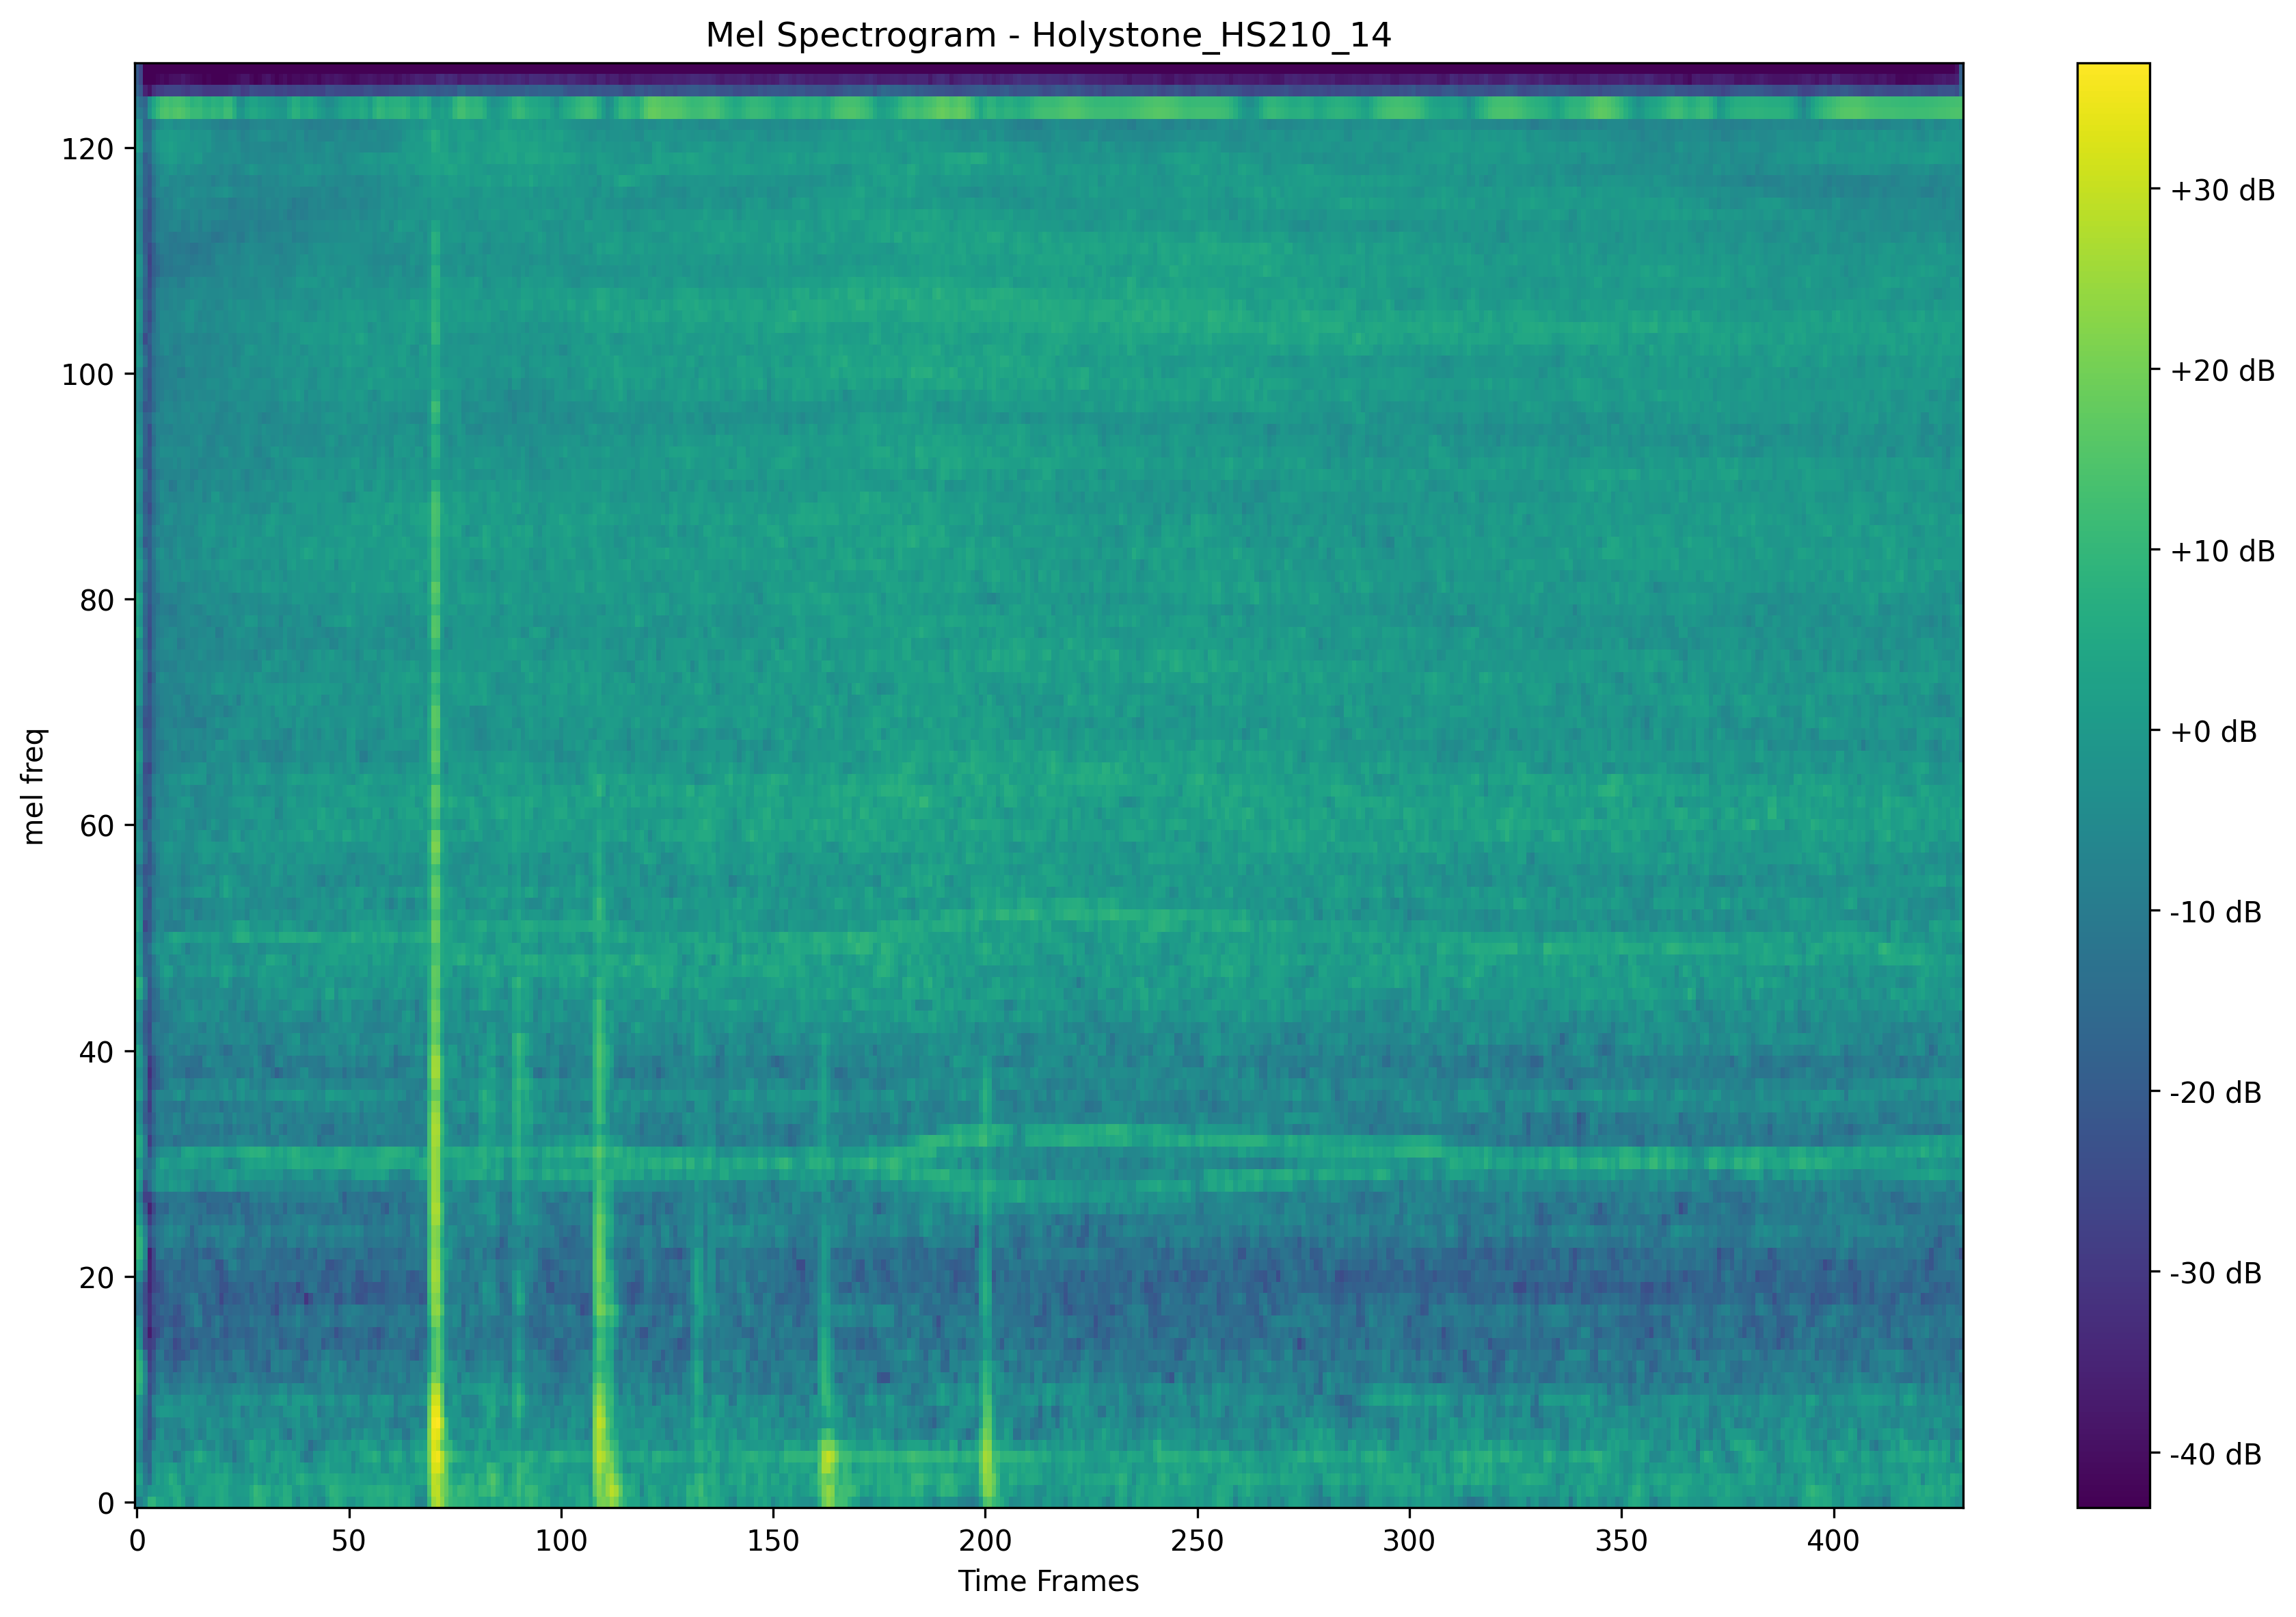 Mel Spectrogram - Holystone_HS210_14
mel freq
120
100
80
60
40
20
0
0 50 100 150 200 250 300 350 400
Time Frames
+30 dB
+20 dB
+10 dB
+0 dB
-10 dB
-20 dB
-30 dB
-40 dB